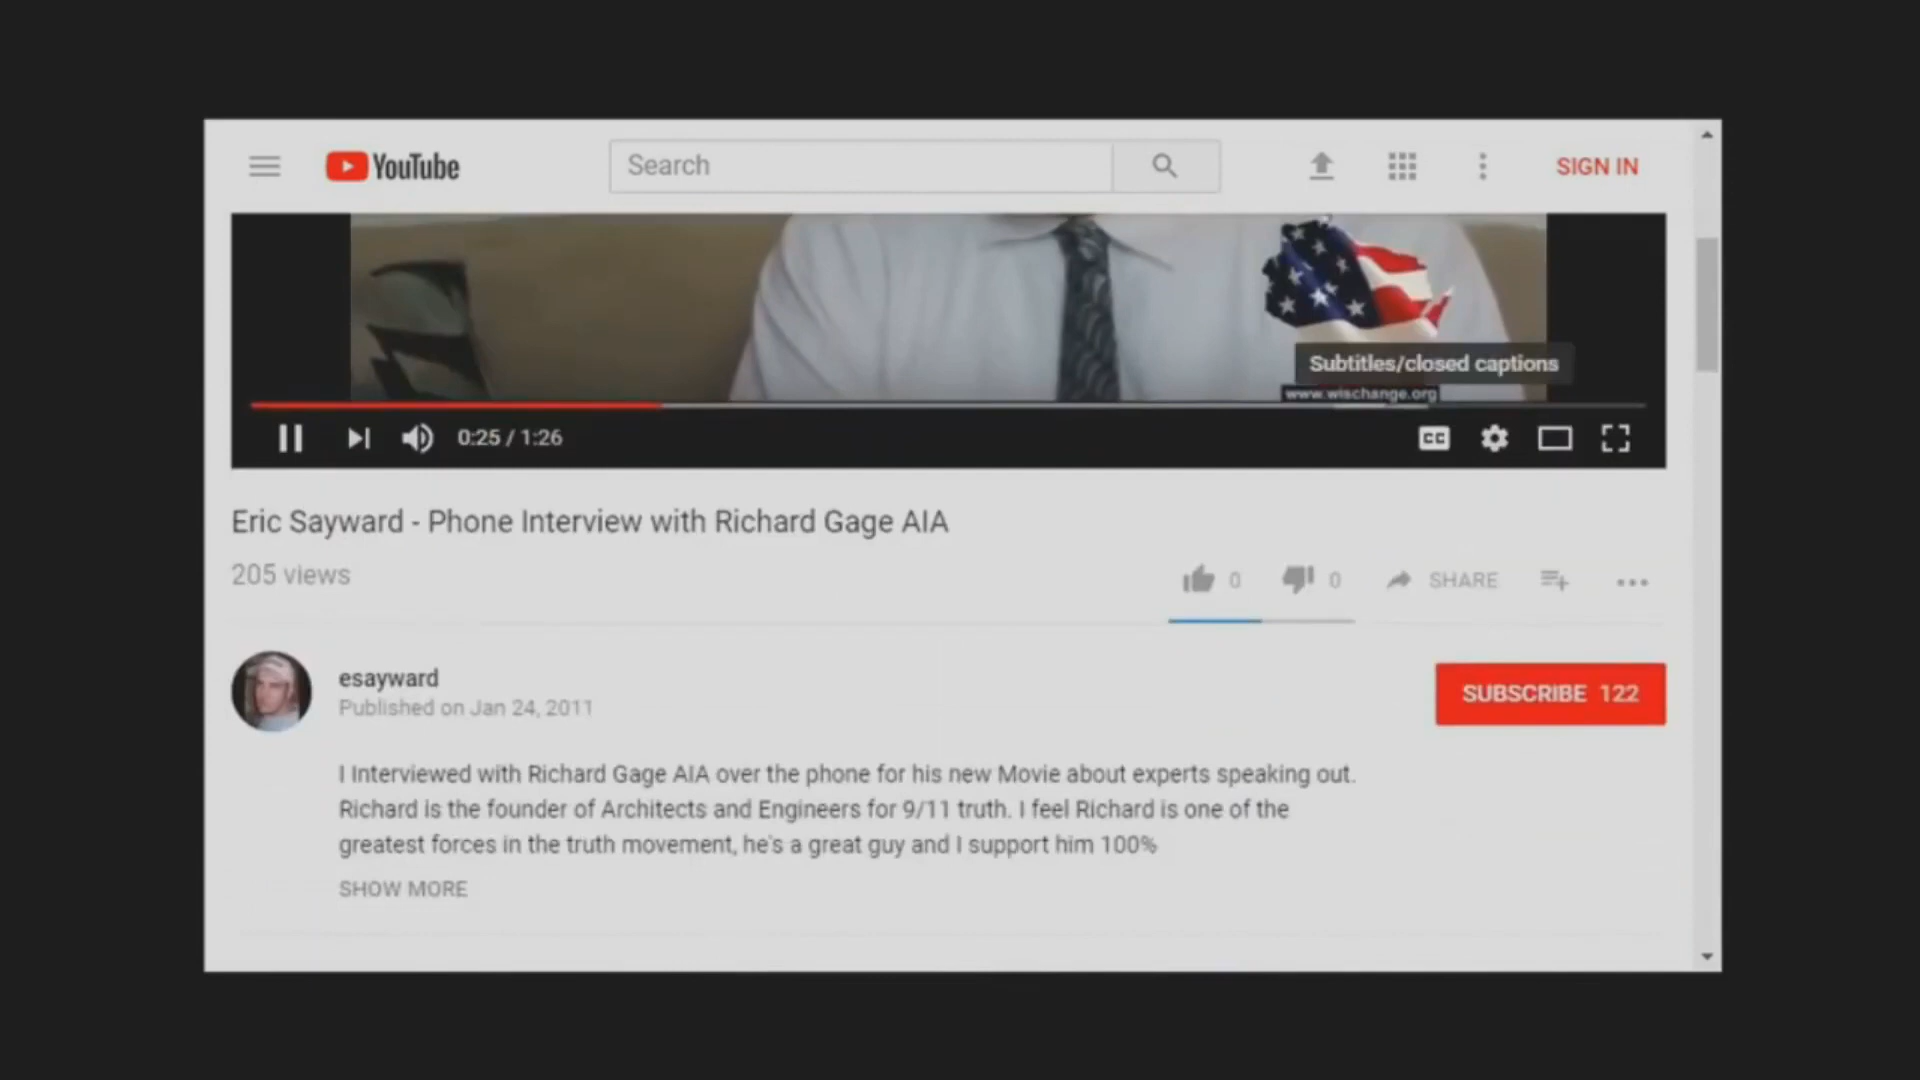 YouTube
Search
SIGN IN
Subtitles/closed captions
www.wischange.org
0:25 / 1:26
CC
Eric Sayward - Phone Interview with Richard Gage AIA
205 views
0
0
SHARE
esayward
Published on Jan 24, 2011
SUBSCRIBE 122
I Interviewed with Richard Gage AIA over the phone for his new Movie about experts speaking out.
Richard is the founder of Architects and Engineers for 9/11 truth. I feel Richard is one of the
greatest forces in the truth movement, he's a great guy and I support him 100%
SHOW MORE